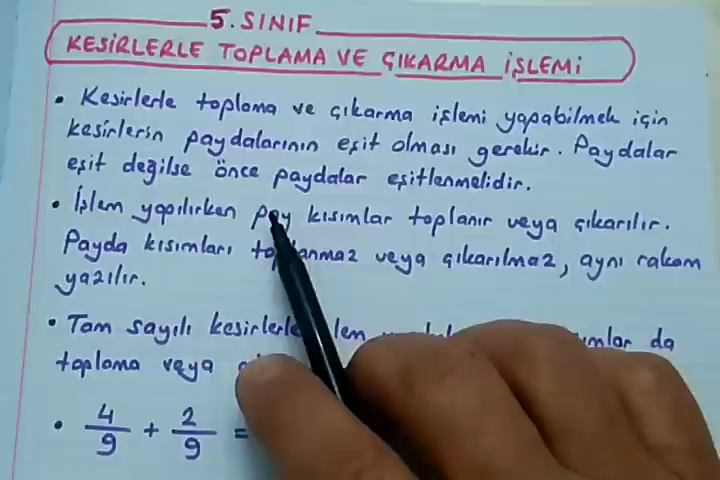 5. SINIF
KESİRLERLE TOPLAMA VE ÇIKARMA İŞLEMİ
• Kesirlerle toplama ve çıkarma işlemi yapabilmek için
kesirlerin paydalarının eşit olması gerekir. Paydalar
eşit değilse önce paydalar eşitlenmelidir.
• İşlem yapılırken pay kısımlar toplanır veya çıkarılır.
Payda kısımları toplanmaz veya çıkarılmaz, aynı rakam
yazılır.
• Tam sayılı kesirlerle da
toplama veya
• 4/9 + 2/9 =